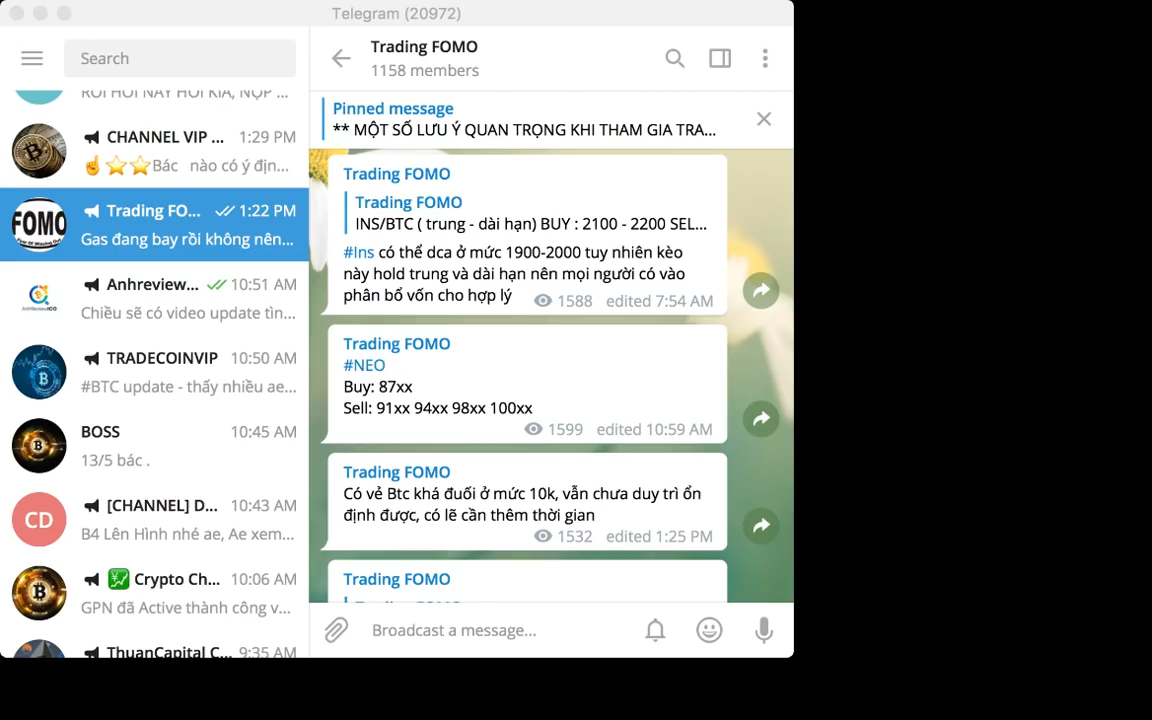 Telegram (20972)
Search
CHANNEL VIP ... 1:29 PM
Bác nào có ý địn...
FOMO
Trading FO... 1:22 PM
Gas đang bay rồi không nên...
Anhreview... 10:51 AM
Chiều sẽ có video update tìn...
TRADECOINVIP 10:50 AM
#BTC update - thấy nhiều ae...
BOSS 10:45 AM
13/5 bác .
CD
[CHANNEL] D... 10:43 AM
B4 Lên Hình nhé ae, Ae xem...
Crypto Ch... 10:06 AM
GPN đã Active thành công v...
ThuanCapital C... 9:35 AM
Trading FOMO
1158 members
Pinned message
** MỘT SỐ LƯU Ý QUAN TRỌNG KHI THAM GIA TRA...
Trading FOMO
Trading FOMO
INS/BTC ( trung - dài hạn) BUY : 2100 - 2200 SEL...
#Ins có thể dca ở mức 1900-2000 tuy nhiên kèo
này hold trung và dài hạn nên mọi người có vào
phân bổ vốn cho hợp lý 1588 edited 7:54 AM
Trading FOMO
#NEO
Buy: 87xx
Sell: 91xx 94xx 98xx 100xx
1599 edited 10:59 AM
Trading FOMO
Có vẻ Btc khá đuối ở mức 10k, vẫn chưa duy trì ổn
định được, có lẽ cần thêm thời gian
1532 edited 1:25 PM
Trading FOMO
Broadcast a message...